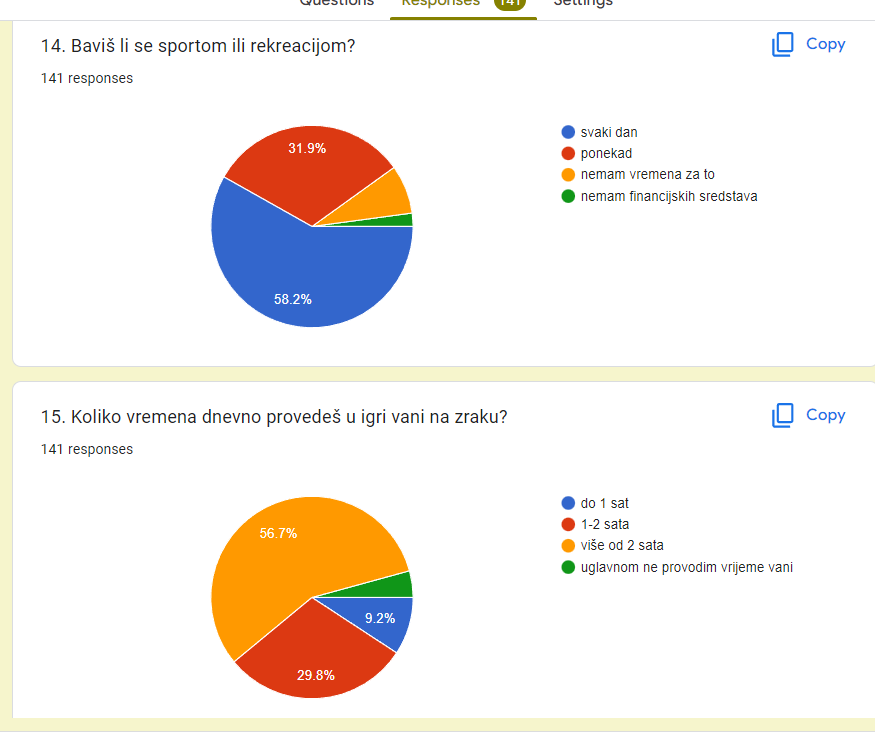 Questions Responses 141 Settings
14. Baviš li se sportom ili rekreacijom?
Copy
141 responses
31.9%
58.2%
svaki dan
ponekad
nemam vremena za to
nemam financijskih sredstava
15. Koliko vremena dnevno provedeš u igri vani na zraku?
Copy
141 responses
56.7%
9.2%
29.8%
do 1 sat
1-2 sata
više od 2 sata
uglavnom ne provodim vrijeme vani